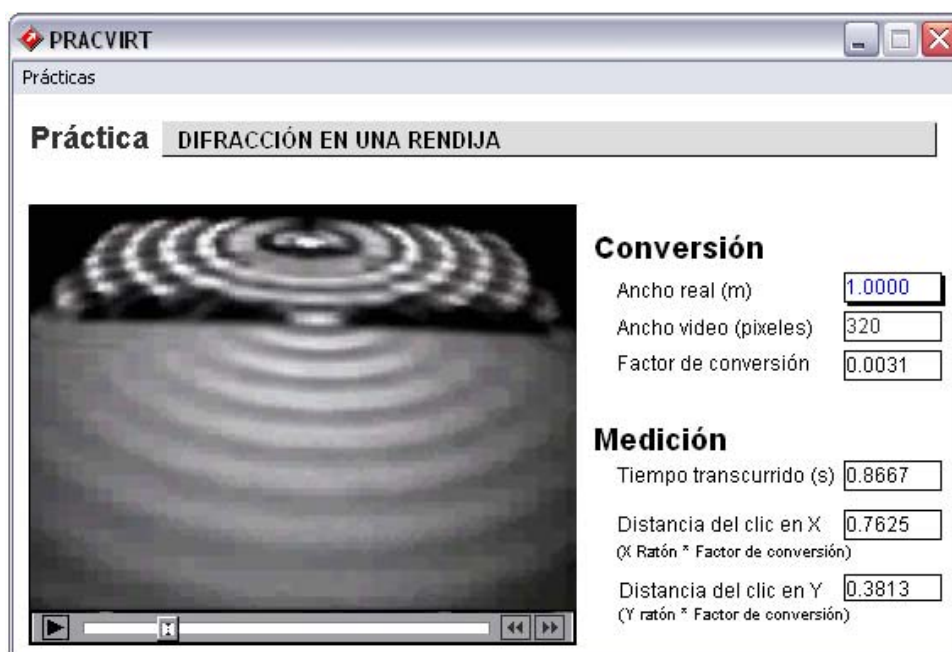 PRACVIRT
Prácticas
Práctica DIFRACCIÓN EN UNA RENDIJA
Conversión
Ancho real (m) 1.0000
Ancho video (pixeles) 320
Factor de conversión 0.0031
Medición
Tiempo transcurrido (s) 0.8667
Distancia del clic en X 0.7625
(X Ratón * Factor de conversión)
Distancia del clic en Y 0.3813
(Y ratón * Factor de conversión)